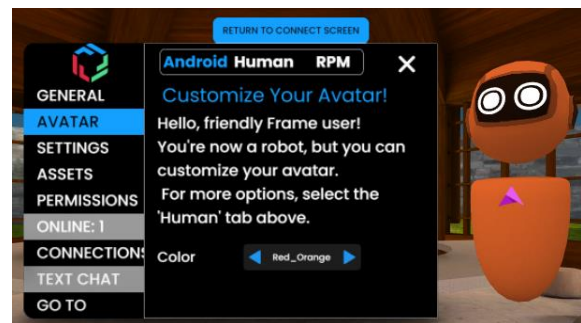 RETURN TO CONNECT SCREEN
Android Human RPM X
GENERAL
AVATAR
SETTINGS
ASSETS
PERMISSIONS
ONLINE: 1
CONNECTIONS
TEXT CHAT
GO TO
Customize Your Avatar!
Hello, friendly Frame user!
You're now a robot, but you can
customize your avatar.
For more options, select the
'Human' tab above.
Color Red_Orange